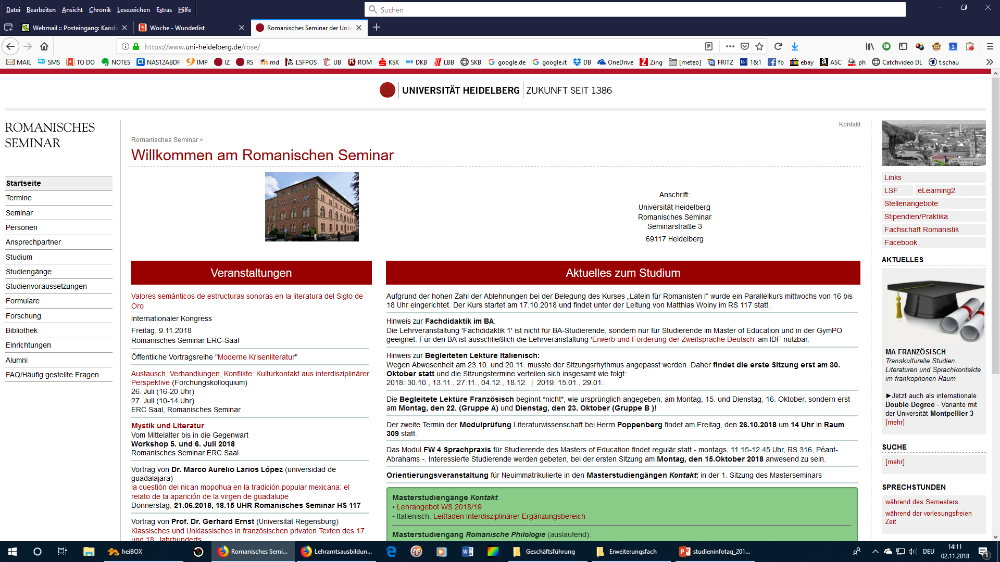 Datei Bearbeiten Ansicht Chronik Lesezeichen Extras Hilfe
Suchen
Webmail :: Posteingang: Kandi
Woche - Wunderlist
Romanisches Seminar der Univ
https://www.uni-heidelberg.de/rose/
2
MAIL SMS TO DO NOTES NAS12ABDF IMP IZ RS md LSFPOS UB ROM KSK DKB LBB SKB google.de google.it DB OneDrive Zing [meteo] FRITZ 1&1 fb ebay ASC ph Catchvideo DL t.schau
UNIVERSITÄT HEIDELBERG ZUKUNFT SEIT 1386
ROMANISCHES
SEMINAR
Startseite
Termine
Seminar
Personen
Ansprechpartner
Studium
Studiengänge
Studienvoraussetzungen
Formulare
Forschung
Bibliothek
Einrichtungen
Alumni
FAQ/Häufig gestellte Fragen
Kontakt
Romanisches Seminar >
Willkommen am Romanischen Seminar
Anschrift:
Universität Heidelberg
Romanisches Seminar
Seminarstraße 3
69117 Heidelberg
Veranstaltungen
Valores semánticos de estructuras sonoras en la literatura del Siglo de
Oro
Internationaler Kongress
Freitag, 9.11.2018
Romanisches Seminar ERC-Saal
Öffentliche Vortragsreihe "Moderne Krisenliteratur"
Austausch, Verhandlungen, Konflikte: Kulturkontakt aus interdisziplinärer
Perspektive (Forchungskolloquium)
26. Juli (16-20 Uhr)
27. Juli (10-14 Uhr)
ERC Saal, Romanisches Seminar
Mystik und Literatur
Vom Mittelalter bis in die Gegenwart
Workshop 5. und 6. Juli 2018
Romanisches Seminar ERC Saal
Vortrag von Dr. Marco Aurelio Larios López (universidad de
guadalajara)
la cuestión del nican mopohua en la tradición popular mexicana: el
relato de la aparición de la virgen de guadalupe
Donnerstag, 21.06.2018, 18.15 UHR Romanisches Seminar HS 117
Vortrag von Prof. Dr. Gerhard Ernst (Universität Regensburg)
Klassisches und Unklassisches in französischen privaten Texten des 17.
und 18. Jahrhunderts
Aktuelles zum Studium
Aufgrund der hohen Zahl der Ablehnungen bei der Belegung des Kurses „Latein für Romanisten I“ wurde ein Parallelkurs mittwochs von 16 bis
18 Uhr eingerichtet. Der Kurs startet am 17.10.2018 und findet unter der Leitung von Matthias Wolny im RS 117 statt.
Hinweis zur Fachdidaktik im BA:
Die Lehrveranstaltung 'Fachdidaktik 1' ist nicht für BA-Studierende, sondern nur für Studierende im Master of Education und in der GymPO
geeignet. Für den BA ist ausschließlich die Lehrveranstaltung 'Erwerb und Förderung der Zweitsprache Deutsch' am IDF nutzbar.
Hinweis zur Begleiteten Lektüre Italienisch:
Wegen Abwesenheit am 23.10. und 20.11. musste der Sitzungsrhythmus angepasst werden. Daher findet die erste Sitzung erst am 30.
Oktober statt und die Sitzungstermine verteilen sich insgesamt wie folgt:
2018: 30.10., 13.11., 27.11., 04.12., 18.12. | 2019: 15.01., 29.01.
Die Begleitete Lektüre Französisch beginnt *nicht*, wie ursprünglich angegeben, am Montag, 15. und Dienstag, 16. Oktober, sondern erst
am Montag, den 22. (Gruppe A) und Dienstag, den 23. Oktober (Gruppe B )!
Der zweite Termin der Modulprüfung Literaturwissenschaft bei Herrn Poppenberg findet am Freitag, den 26.10.2018 um 14 Uhr in Raum
309 statt.
Das Modul FW 4 Sprachpraxis für Studierende des Masters of Education findet regulär statt - montags, 11.15-12.45 Uhr, RS 316, Péant-
Abrahams -. Interessierte Studierende werden gebeten, bei der ersten Sitzung am Montag, den 15.Oktober 2018 anwesend zu sein.
Orientierungsveranstaltung für Neuimmatrikulierte in den Masterstudiengängen Kontakt: in der 1. Sitzung des Masterseminars
Masterstudiengänge Kontakt:
• Lehrangebot WS 2018/19
• Italienisch: Leitfaden Interdisziplinärer Ergänzungsbereich
Masterstudiengang Romanische Philologie (auslaufend):
Links
LSF eLearning2
Stellenangebote
Stipendien/Praktika
Fachschaft Romanistik
Facebook
AKTUELLES
MA FRANZÖSISCH
Transkulturelle Studien.
Literaturen und Sprachkontakte
im frankophonen Raum
►Jetzt auch als internationale
Double Degree - Variante mit
der Universität Montpellier 3
[mehr]
SUCHE
[mehr]
SPRECHSTUNDEN
während des Semesters
während der vorlesungsfreien
Zeit
heiBOX
Romanisches Semi...
Lehramtsausbildun...
Geschäftsführung
Erweiterungsfach
studieninfotag_201...
DEU
14:11
02.11.2018
1